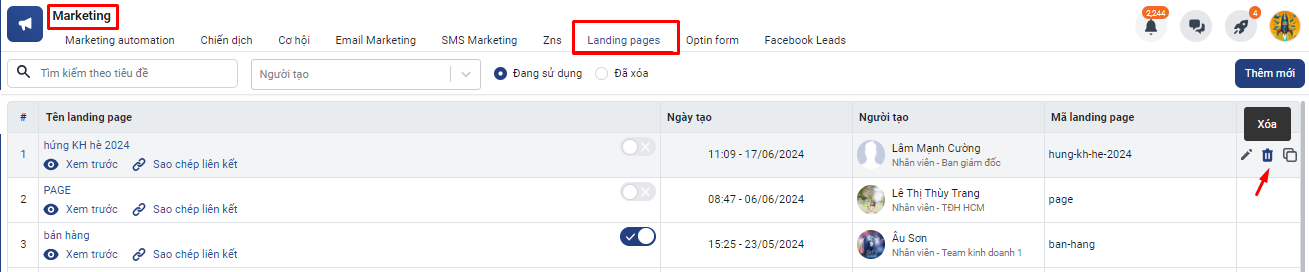 Marketing
2,244
4
Marketing automation Chiến dịch Cơ hội Email Marketing SMS Marketing Zns Landing pages Optin form Facebook Leads
Tìm kiếm theo tiêu đề Người tạo Đang sử dụng Đã xóa Thêm mới
# Tên landing page Ngày tạo Người tạo Mã landing page
Xóa
hứng KH hè 2024
1 11:09 - 17/06/2024 Lâm Mạnh Cường hung-kh-he-2024
Xem trước Sao chép liên kết Nhân viên - Ban giám đốc
PAGE
2 08:47 - 06/06/2024 Lê Thị Thùy Trang page
Xem trước Sao chép liên kết Nhân viên - TĐH HCM
bán hàng
3 15:25 - 23/05/2024 Âu Sơn ban-hang
Xem trước Sao chép liên kết Nhân viên - Team kinh doanh 1